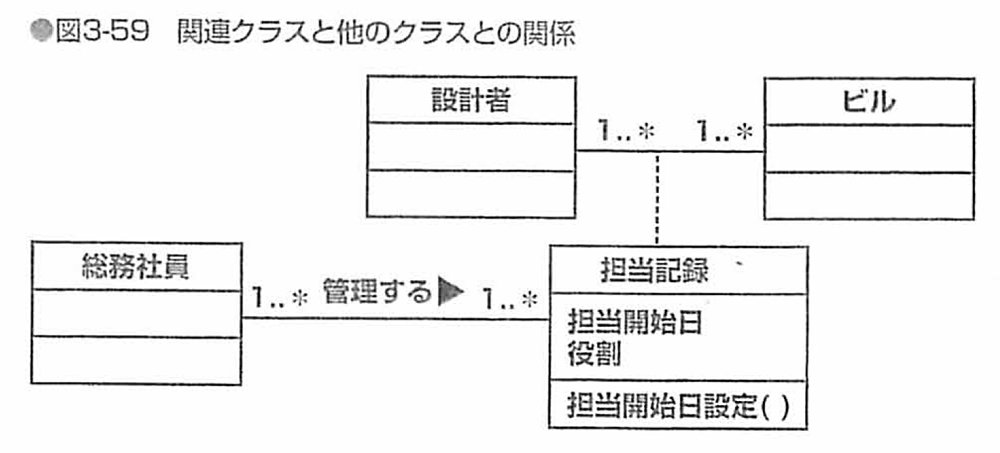 ●図3-59 関連クラスと他のクラスとの関係
設計者
ビル
1..* 1..*
総務社員
担当記録
1..* 管理する▶ 1..*
担当開始日
役割
担当開始日設定( )